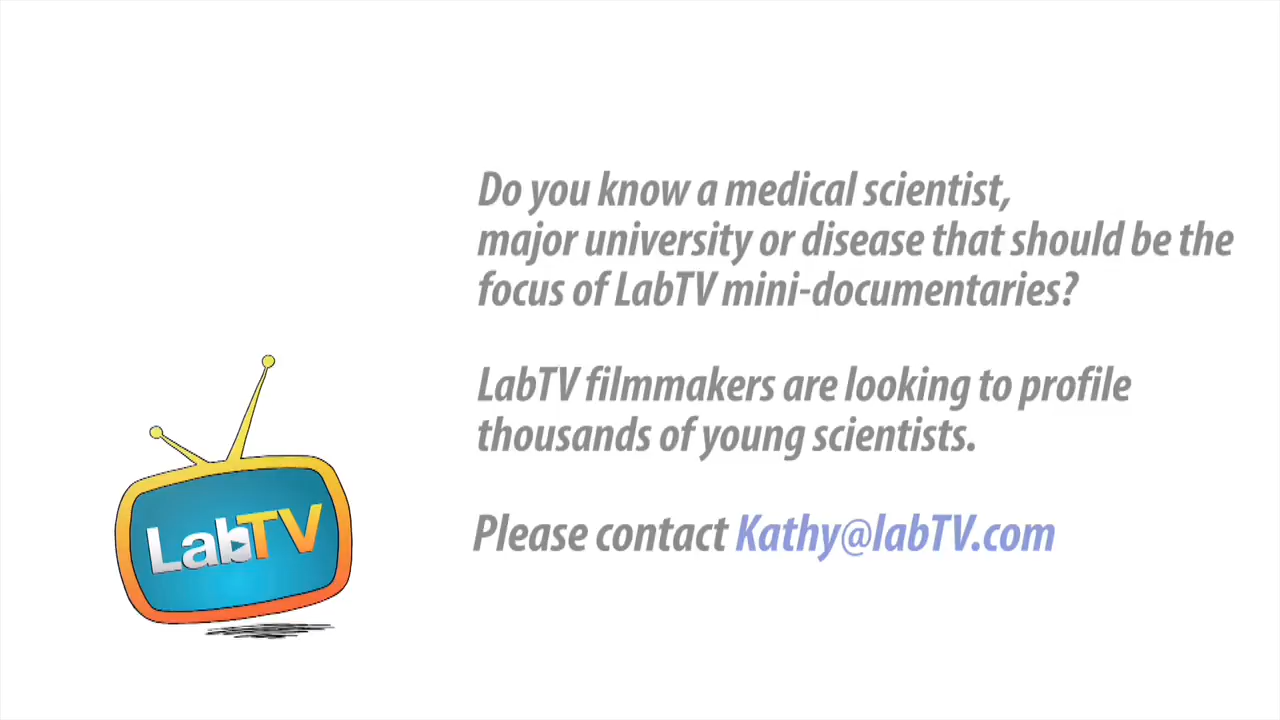 Do you know a medical scientist,
major university or disease that should be the
focus of LabTV mini-documentaries?
LabTV filmmakers are looking to profile
thousands of young scientists.
Please contact Kathy@labTV.com
LabTV